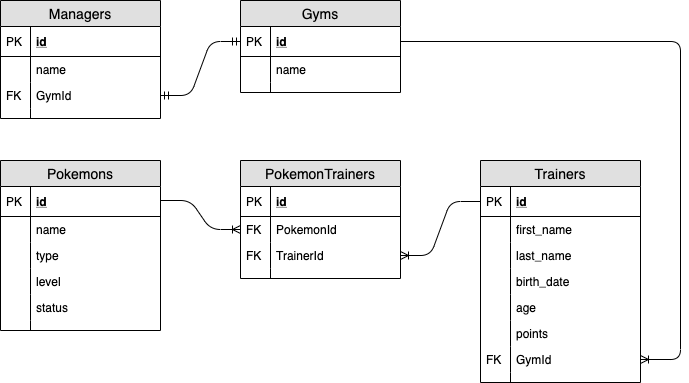 Managers
PK id
name
FK GymId
Gyms
PK id
name
Pokemons
PK id
name
type
level
status
PokemonTrainers
PK id
FK PokemonId
FK TrainerId
Trainers
PK id
first_name
last_name
birth_date
age
points
FK GymId